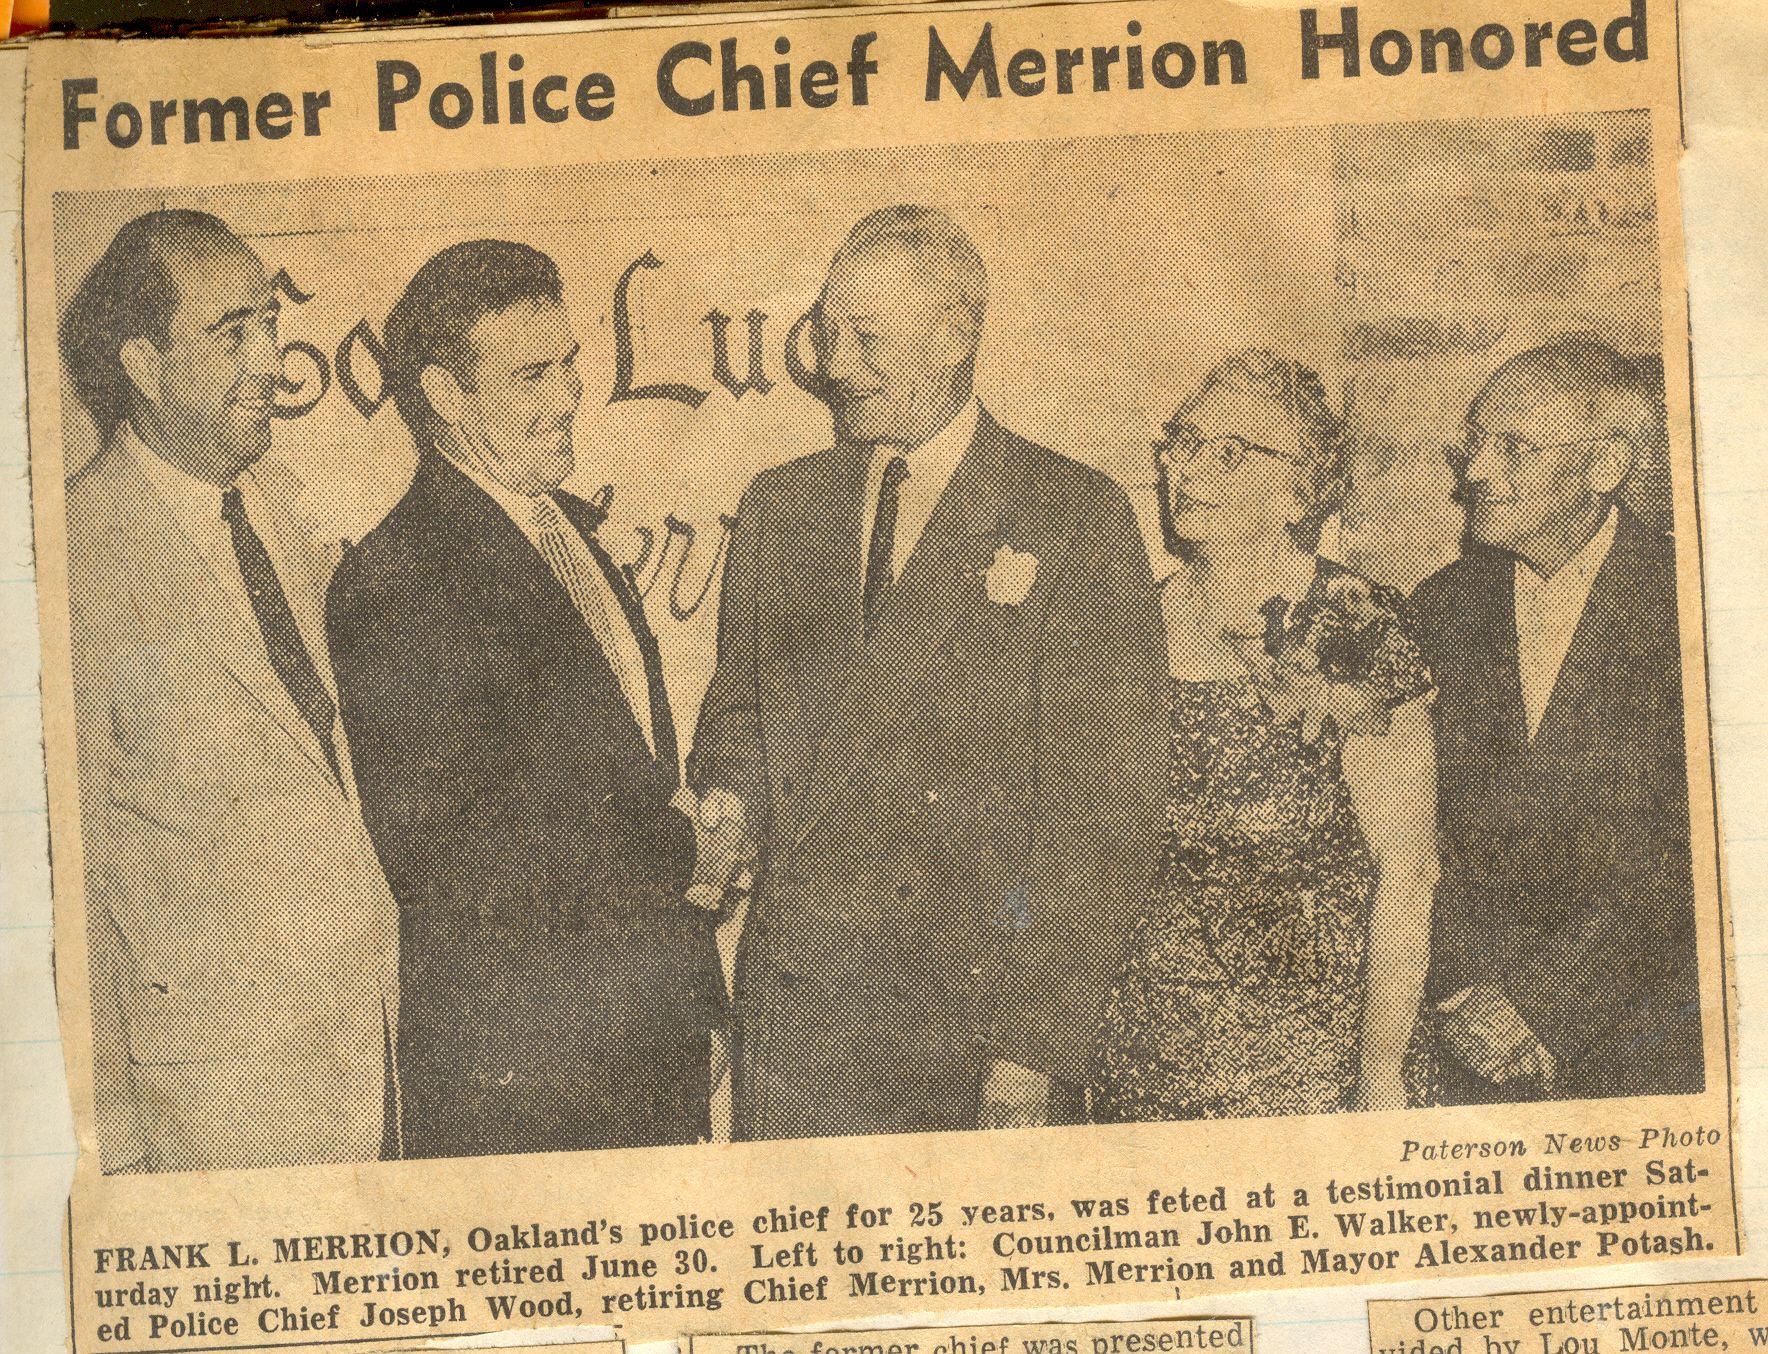 Former Police Chief Merrion Honored
Luc
Paterson News Photo
FRANK L. MERRION, Oakland's police chief for 25 years, was feted at a testimonial dinner Sat-
urday night. Merrion retired June 30. Left to right: Councilman John E. Walker, newly-appoint-
ed Police Chief Joseph Wood, retiring Chief Merrion, Mrs. Merrion and Mayor Alexander Potash.
The former chief was presented
Other entertainment
vided by Lou Monte, w